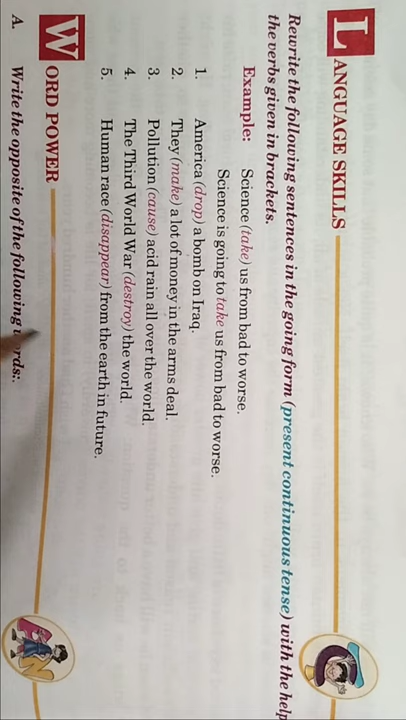 LANGUAGE SKILLS
Rewrite the following sentences in the going form (present continuous tense) with the help
the verbs given in brackets.
Example: Science (take) us from bad to worse.
Science is going to take us from bad to worse.
1. America (drop) a bomb on Iraq.
2. They (make) a lot of money in the arms deal.
3. Pollution (cause) acid rain all over the world.
4. The Third World War (destroy) the world.
5. Human race (disappear) from the earth in future.
WORD POWER
A. Write the opposite of the following